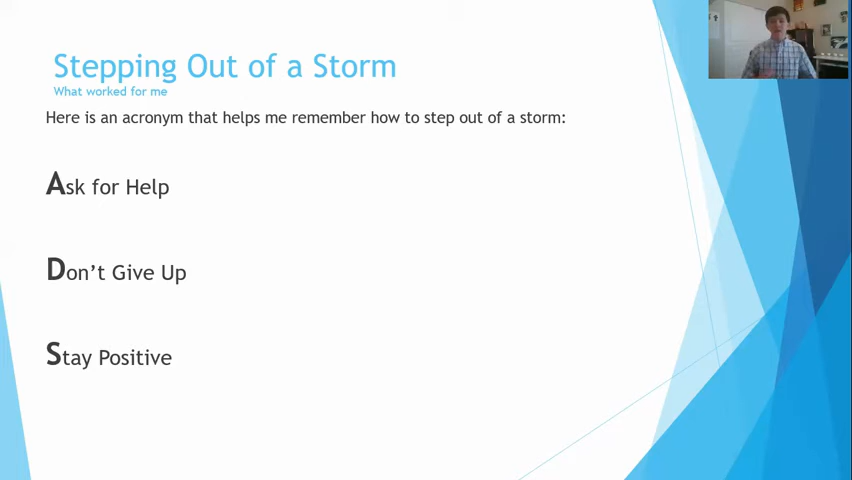 Stepping Out of a Storm
What worked for me
Here is an acronym that helps me remember how to step out of a storm:
Ask for Help
Don’t Give Up
Stay Positive